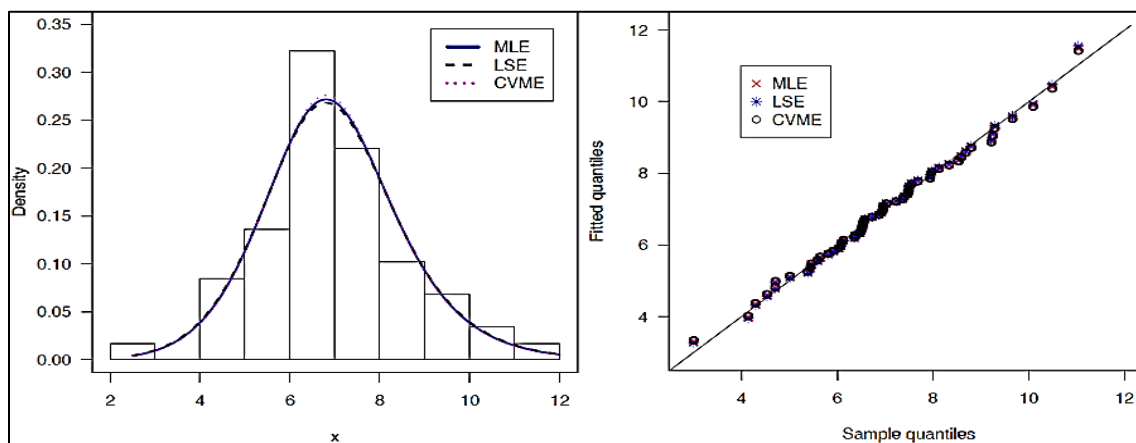 0.35
0.30
0.25
0.20
0.15
0.10
0.05
0.00
Density
2 4 6 8 10 12
x
MLE
LSE
CVME
12
10
8
6
4
Fitted quantiles
4 6 8 10 12
Sample quantiles
MLE
LSE
CVME